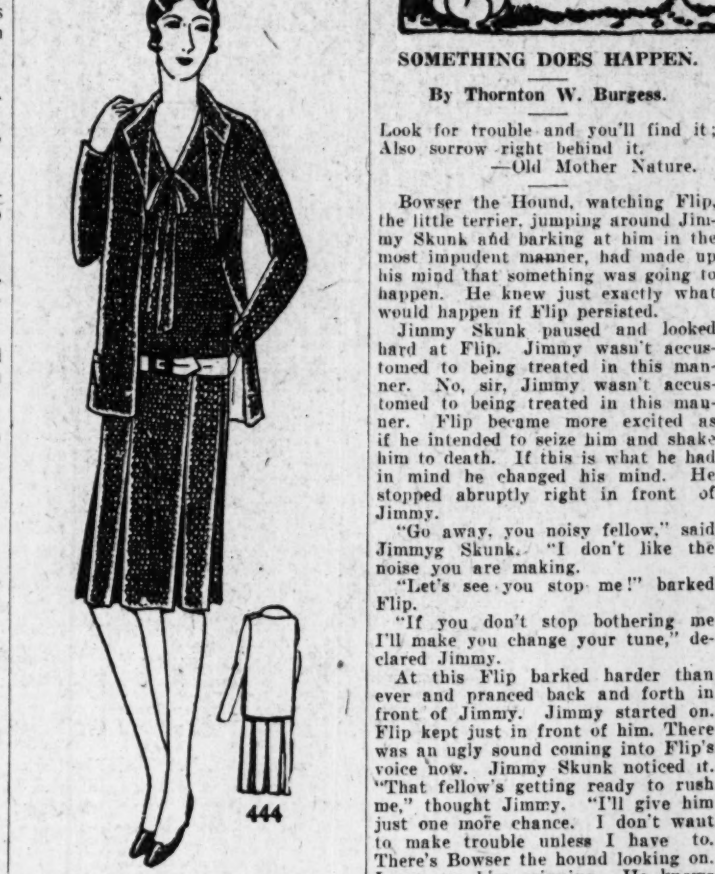 444
SOMETHING DOES HAPPEN.
By Thornton W. Burgess.
Look for trouble and you'll find it;
Also sorrow right behind it.
—Old Mother Nature.
Bowser the Hound, watching Flip,
the little terrier, jumping around Jim-
my Skunk and barking at him in the
most impudent manner, had made up
his mind that something was going to
happen. He knew just exactly what
would happen if Flip persisted.
Jimmy Skunk paused and looked
hard at Flip. Jimmy wasn't accus-
tomed to being treated in this man-
ner. No, sir, Jimmy wasn't accus-
tomed to being treated in this man-
ner. Flip became more excited as
if he intended to seize him and shake
him to death. If this is what he had
in mind he changed his mind. He
stopped abruptly right in front of
Jimmy.
"Go away, you noisy fellow," said
Jimmyg Skunk. "I don't like the
noise you are making.
"Let's see you stop me!" barked
Flip.
"If you don't stop bothering me
I'll make you change your tune," de-
clared Jimmy.
At this Flip barked harder than
ever and pranced back and forth in
front of Jimmy. Jimmy started on.
Flip kept just in front of him. There
was an ugly sound coming into Flip's
voice now. Jimmy Skunk noticed it.
"That fellow's getting ready to rush
me," thought Jimmy. "I'll give him
just one more chance. I don't want
to make trouble unless I have to.
There's Bowser the hound looking on.